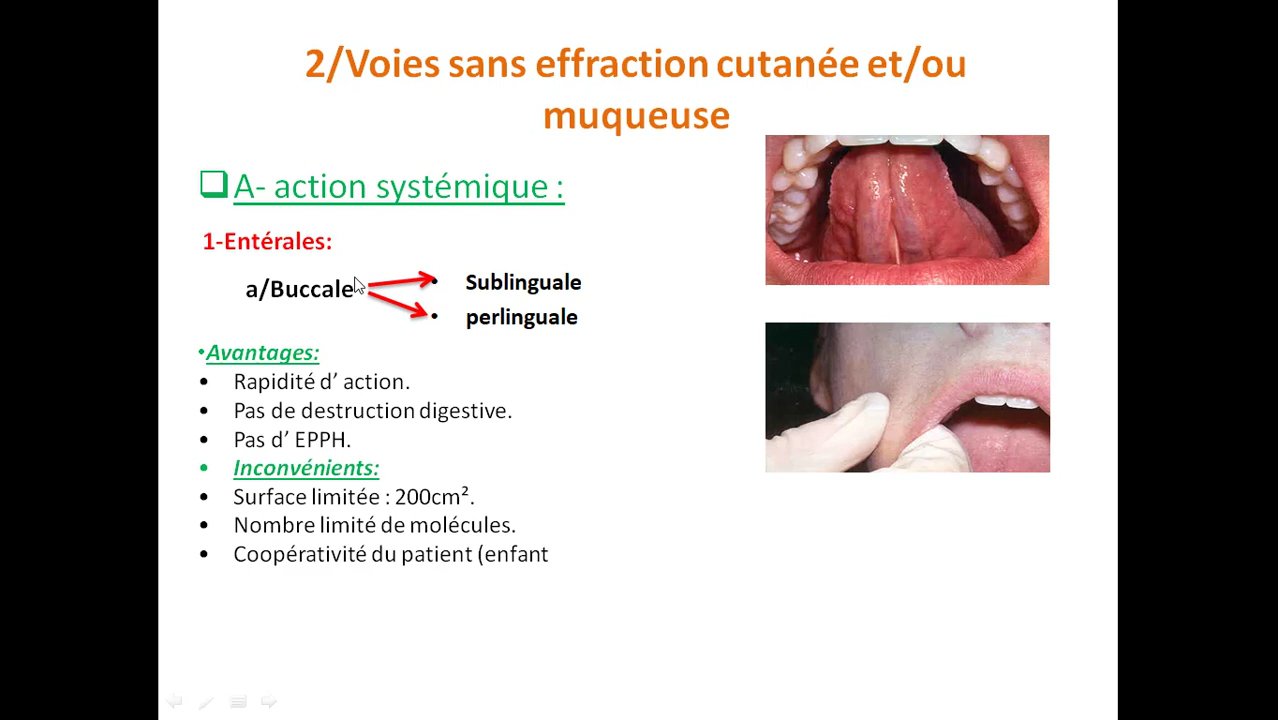 2/Voies sans effraction cutanée et/ou
muqueuse
A- action systémique :
1-Entérales:
a/Buccale
• Sublinguale
• perlinguale
•Avantages:
• Rapidité d’ action.
• Pas de destruction digestive.
• Pas d’ EPPH.
• Inconvénients:
• Surface limitée : 200cm².
• Nombre limité de molécules.
• Coopérativité du patient (enfant